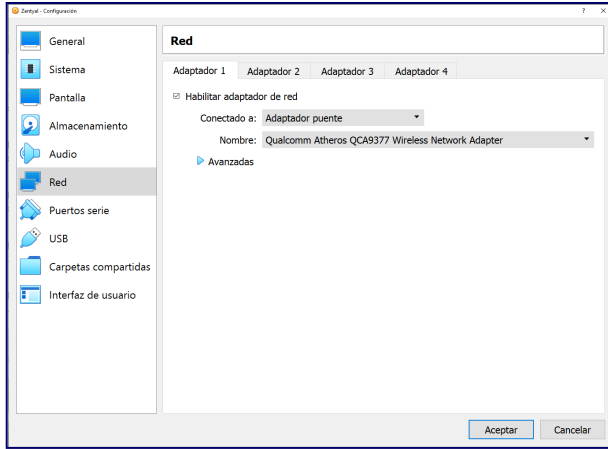 Zentyal - Configuración ? ×
General
Sistema
Pantalla
Almacenamiento
Audio
Red
Puertos serie
USB
Carpetas compartidas
Interfaz de usuario
Red
Adaptador 1 Adaptador 2 Adaptador 3 Adaptador 4
Habilitar adaptador de red
Conectado a: Adaptador puente
Nombre: Qualcomm Atheros QCA9377 Wireless Network Adapter
Avanzadas
Aceptar Cancelar